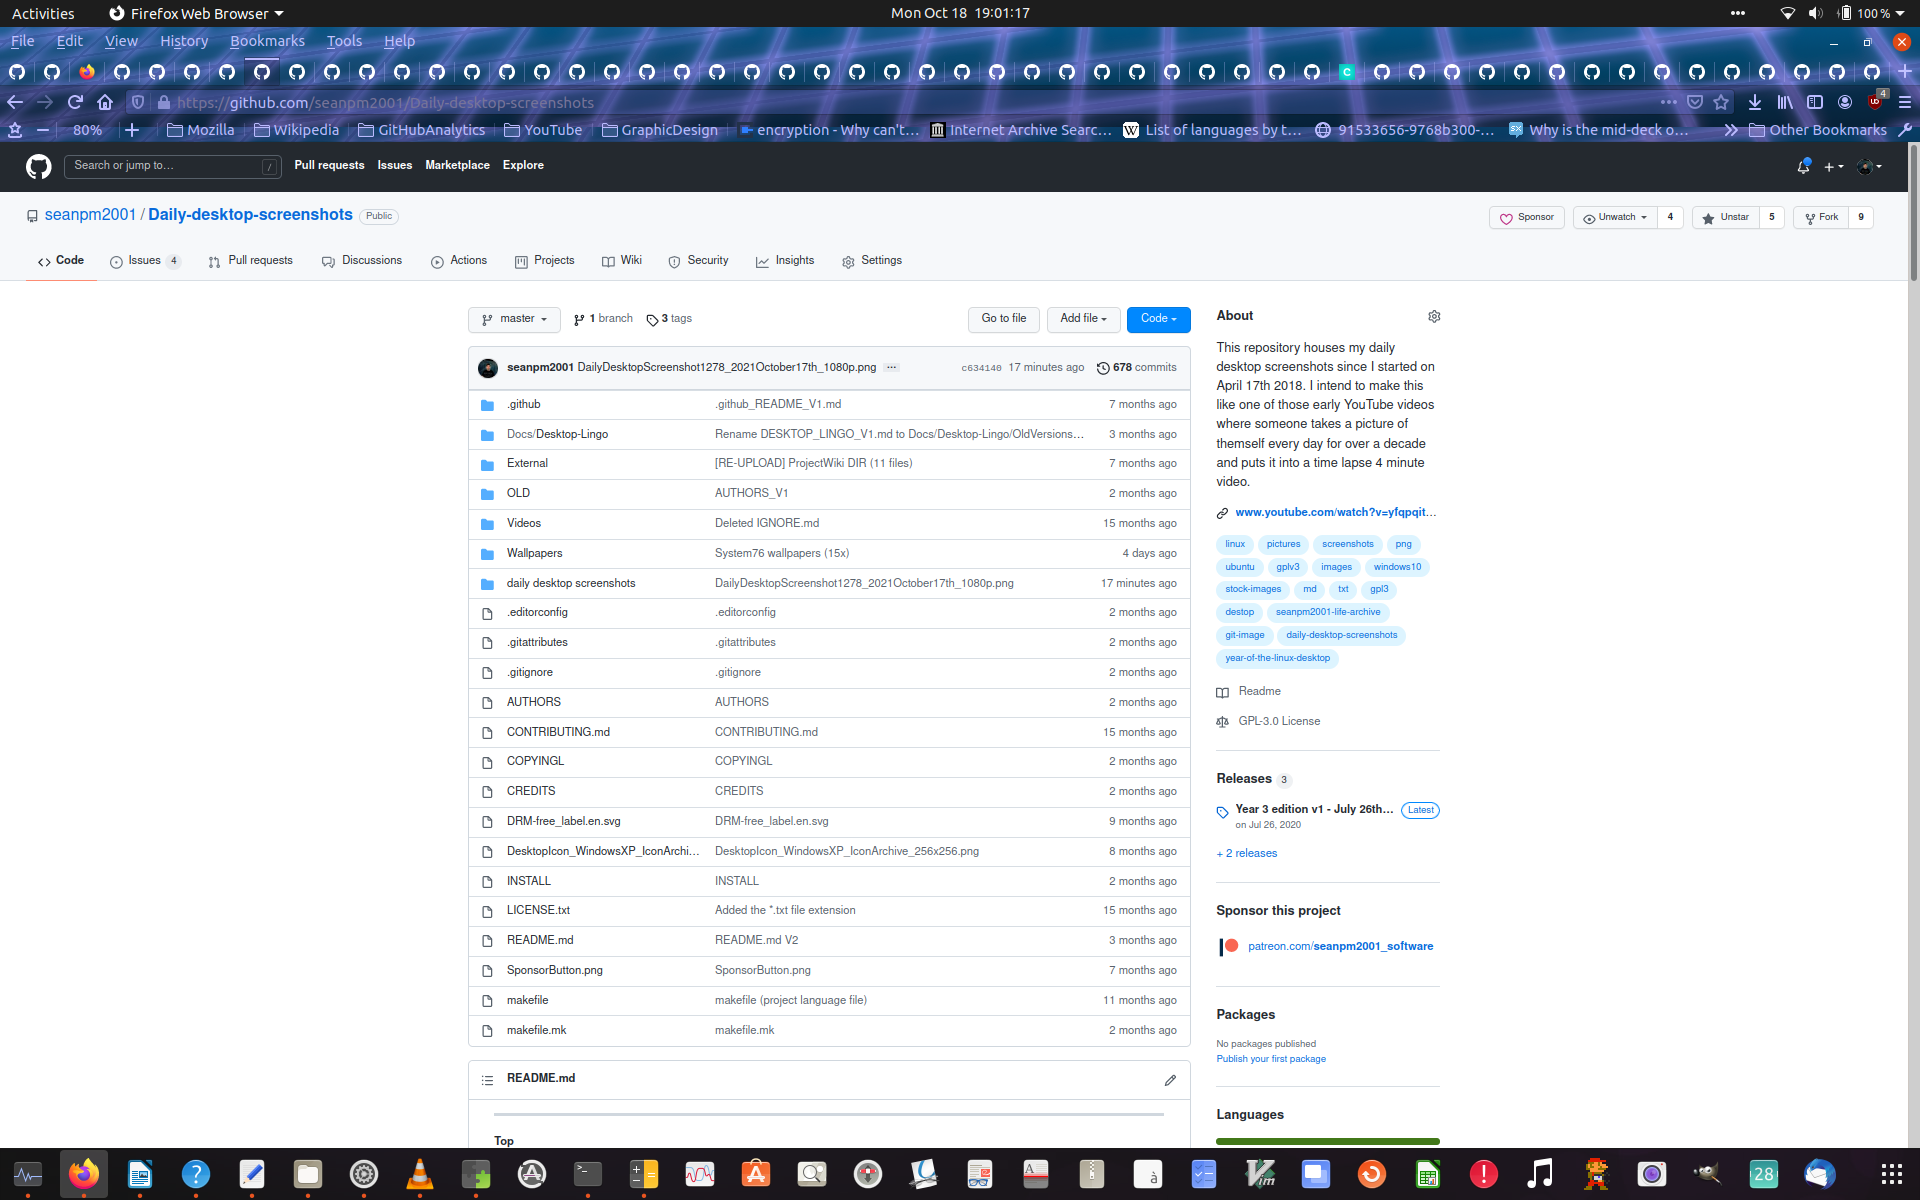 Activities Firefox Web Browser Mon Oct 18 19:01:17 100 %
File Edit View History Bookmarks Tools Help
https://github.com/seanpm2001/Daily-desktop-screenshots 4
80% Mozilla Wikipedia GitHubAnalytics YouTube GraphicDesign encryption - Why can't… Internet Archive Searc… List of languages by t… 91533656-9768b300-… Why is the mid-deck o… Other Bookmarks
Search or jump to… / Pull requests Issues Marketplace Explore
seanpm2001 / Daily-desktop-screenshots Public Sponsor Unwatch 4 Unstar 5 Fork 9
Code Issues 4 Pull requests Discussions Actions Projects Wiki Security Insights Settings
master 1 branch 3 tags Go to file Add file Code
seanpm2001 DailyDesktopScreenshot1278_2021October17th_1080p.png ... c634140 17 minutes ago 678 commits
.github .github_README_V1.md 7 months ago
Docs/Desktop-Lingo Rename DESKTOP_LINGO_V1.md to Docs/Desktop-Lingo/OldVersions… 3 months ago
External [RE-UPLOAD] ProjectWiki DIR (11 files) 7 months ago
OLD AUTHORS_V1 2 months ago
Videos Deleted IGNORE.md 15 months ago
Wallpapers System76 wallpapers (15x) 4 days ago
daily desktop screenshots DailyDesktopScreenshot1278_2021October17th_1080p.png 17 minutes ago
.editorconfig .editorconfig 2 months ago
.gitattributes .gitattributes 2 months ago
.gitignore .gitignore 2 months ago
AUTHORS AUTHORS 2 months ago
CONTRIBUTING.md CONTRIBUTING.md 15 months ago
COPYINGL COPYINGL 2 months ago
CREDITS CREDITS 2 months ago
DRM-free_label.en.svg DRM-free_label.en.svg 9 months ago
DesktopIcon_WindowsXP_IconArchi… DesktopIcon_WindowsXP_IconArchive_256x256.png 8 months ago
INSTALL INSTALL 2 months ago
LICENSE.txt Added the *.txt file extension 15 months ago
README.md README.md V2 3 months ago
SponsorButton.png SponsorButton.png 7 months ago
makefile makefile (project language file) 11 months ago
makefile.mk makefile.mk 2 months ago
README.md
Top
About
This repository houses my daily
desktop screenshots since I started on
April 17th 2018. I intend to make this
like one of those early YouTube videos
where someone takes a picture of
themself every day for over a decade
and puts it into a time lapse 4 minute
video.
www.youtube.com/watch?v=yfqpqit…
linux pictures screenshots png
ubuntu gplv3 images windows10
stock-images md txt gpl3
destop seanpm2001-life-archive
git-image daily-desktop-screenshots
year-of-the-linux-desktop
Readme
GPL-3.0 License
Releases 3
Year 3 edition v1 - July 26th… Latest
on Jul 26, 2020
+ 2 releases
Sponsor this project
patreon.com/seanpm2001_software
Packages
No packages published
Publish your first package
Languages
28